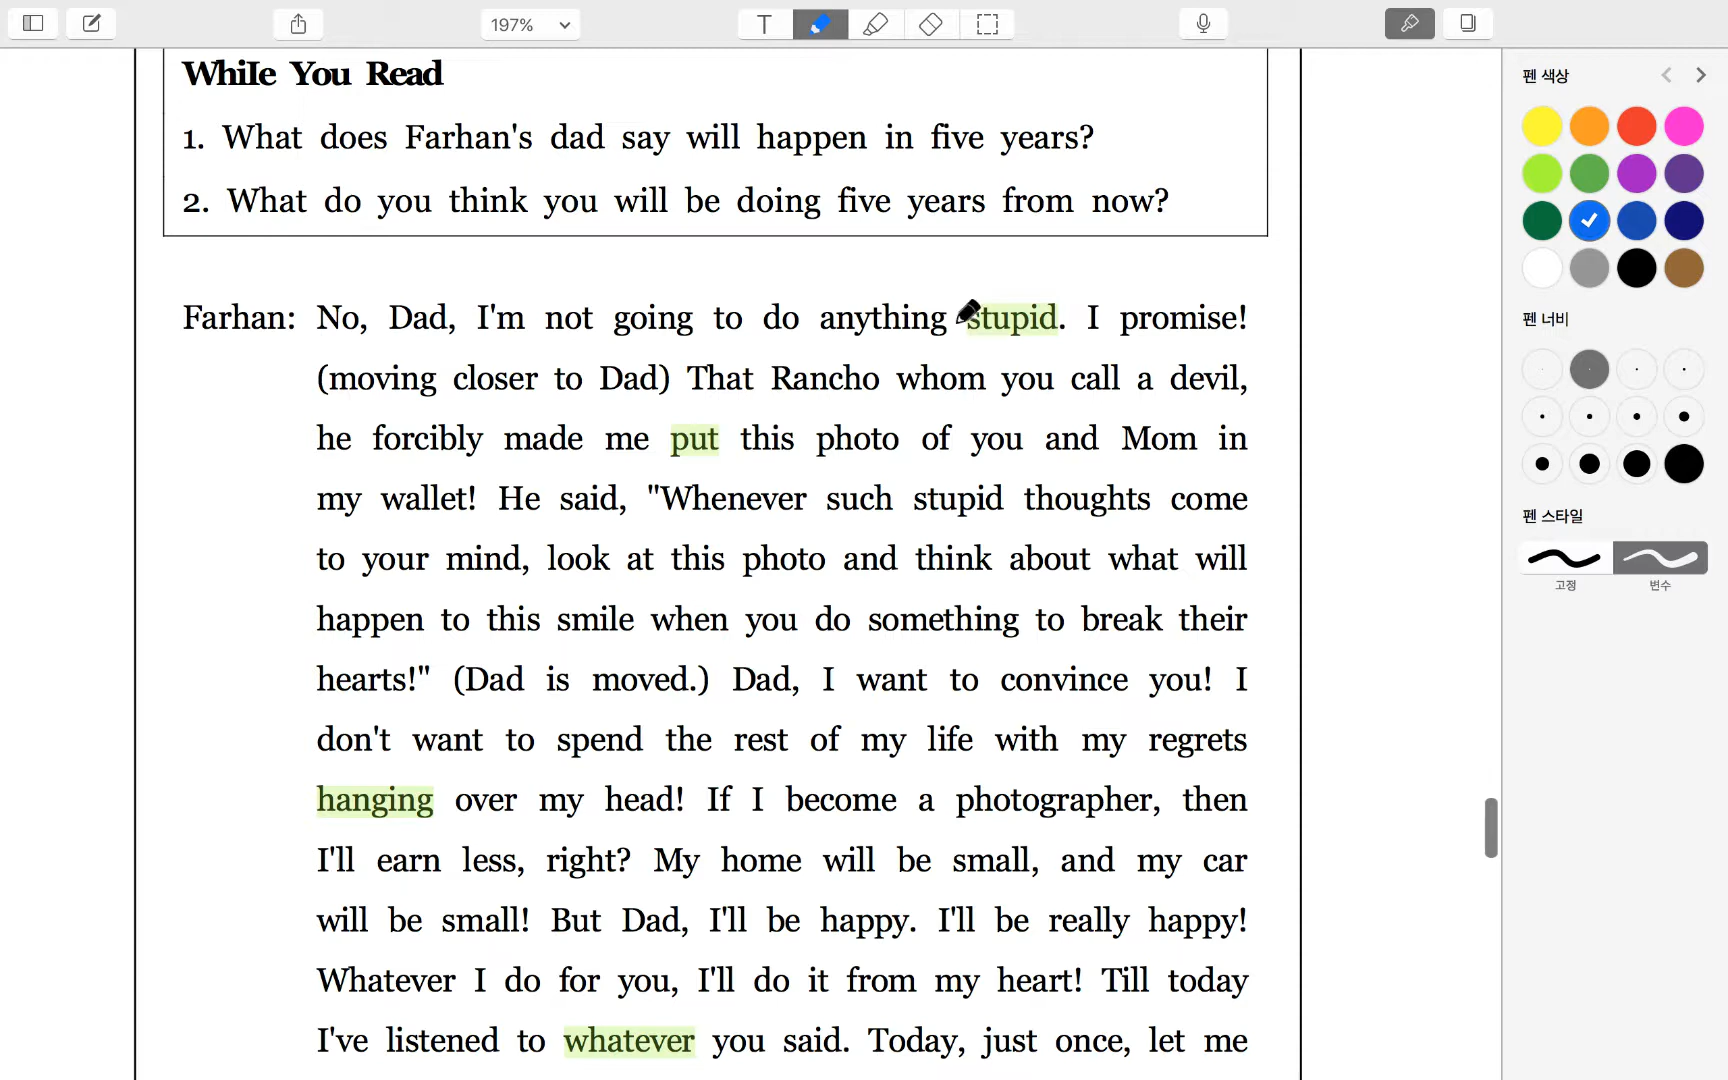 197%
T
While You Read
1. What does Farhan's dad say will happen in five years?
2. What do you think you will be doing five years from now?
Farhan: No, Dad, I'm not going to do anything stupid. I promise!
(moving closer to Dad) That Rancho whom you call a devil,
he forcibly made me put this photo of you and Mom in
my wallet! He said, "Whenever such stupid thoughts come
to your mind, look at this photo and think about what will
happen to this smile when you do something to break their
hearts!" (Dad is moved.) Dad, I want to convince you! I
don't want to spend the rest of my life with my regrets
hanging over my head! If I become a photographer, then
I'll earn less, right? My home will be small, and my car
will be small! But Dad, I'll be happy. I'll be really happy!
Whatever I do for you, I'll do it from my heart! Till today
I've listened to whatever you said. Today, just once, let me
펜 색상
펜 너비
펜 스타일
고정
변수